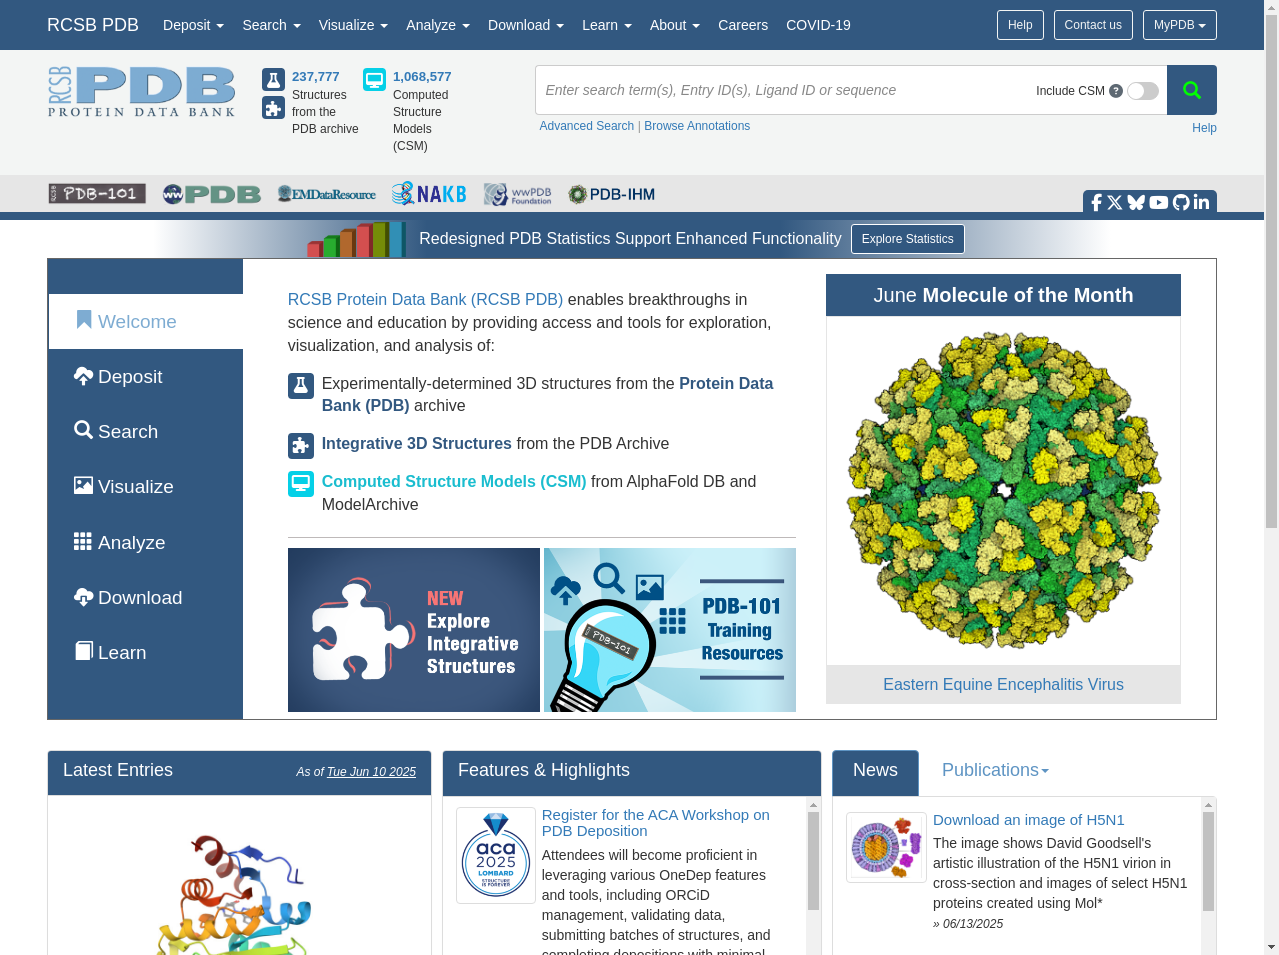 RCSB PDB Deposit Search Visualize Analyze Download Learn About Careers COVID-19 Help Contact us MyPDB
RCSB PDB
PROTEIN DATA BANK
237,777
Structures
from the
PDB archive
1,068,577
Computed
Structure
Models
(CSM)
Enter search term(s), Entry ID(s), Ligand ID or sequence
Include CSM ?
Advanced Search | Browse Annotations
Help
PDB-101 wwPDB EMDataResource NAKB wwPDB Foundation PDB-IHM
Redesigned PDB Statistics Support Enhanced Functionality Explore Statistics
Welcome
Deposit
Search
Visualize
Analyze
Download
Learn
RCSB Protein Data Bank (RCSB PDB) enables breakthroughs in
science and education by providing access and tools for exploration,
visualization, and analysis of:
Experimentally-determined 3D structures from the Protein Data
Bank (PDB) archive
Integrative 3D Structures from the PDB Archive
Computed Structure Models (CSM) from AlphaFold DB and
ModelArchive
NEW
Explore
Integrative
Structures
PDB-101
PDB-101
Training
Resources
June Molecule of the Month
Eastern Equine Encephalitis Virus
Latest Entries As of Tue Jun 10 2025
Features & Highlights
aca
2025
LOMBARD
STRUCTURE
IS FOREVER
Register for the ACA Workshop on
PDB Deposition
Attendees will become proficient in
leveraging various OneDep features
and tools, including ORCiD
management, validating data,
submitting batches of structures, and
completing depositions with minimal
News Publications
Download an image of H5N1
The image shows David Goodsell's
artistic illustration of the H5N1 virion in
cross-section and images of select H5N1
proteins created using Mol*
» 06/13/2025